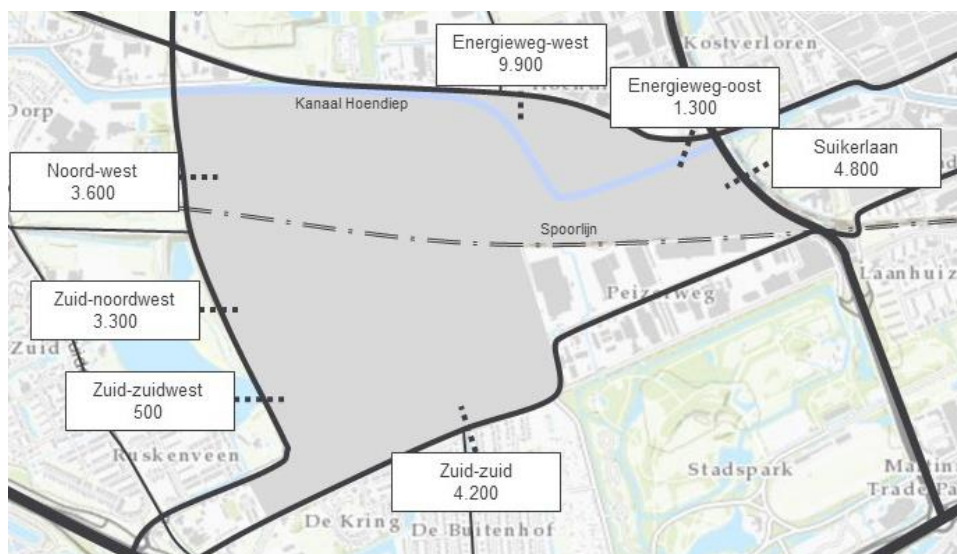 Energieweg-west
9.900
Kostverloren
Energieweg-oost
1.300
Kanaal Hoendiep
Dorp
Suikerlaan
4.800
Noord-west
3.600
Spoorlijn
Laanhuiz
Peizerweg
Zuid-noordwest
3.300
Zuid
Zuid-zuidwest
500
Ruskenveen
Zuid-zuid
4.200
Stadspark
Martini
Trade Pa
De Kring
De Buitenhof